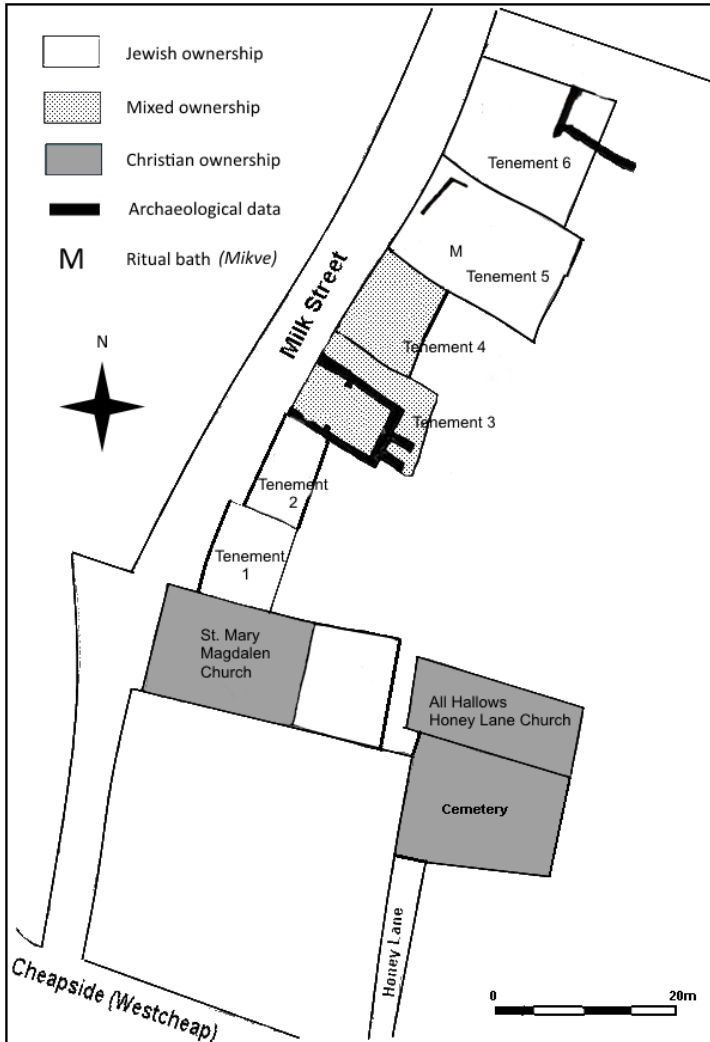 Jewish ownership
Mixed ownership
Christian ownership
Archaeological data
M Ritual bath (Mikve)
N
Milk Street
Tenement 6
M
Tenement 5
Tenement 4
Tenement 3
Tenement
2
Tenement
1
St. Mary
Magdalen
Church
All Hallows
Honey Lane Church
Cemetery
Honey Lane
Cheapside (Westcheap)
0 20m